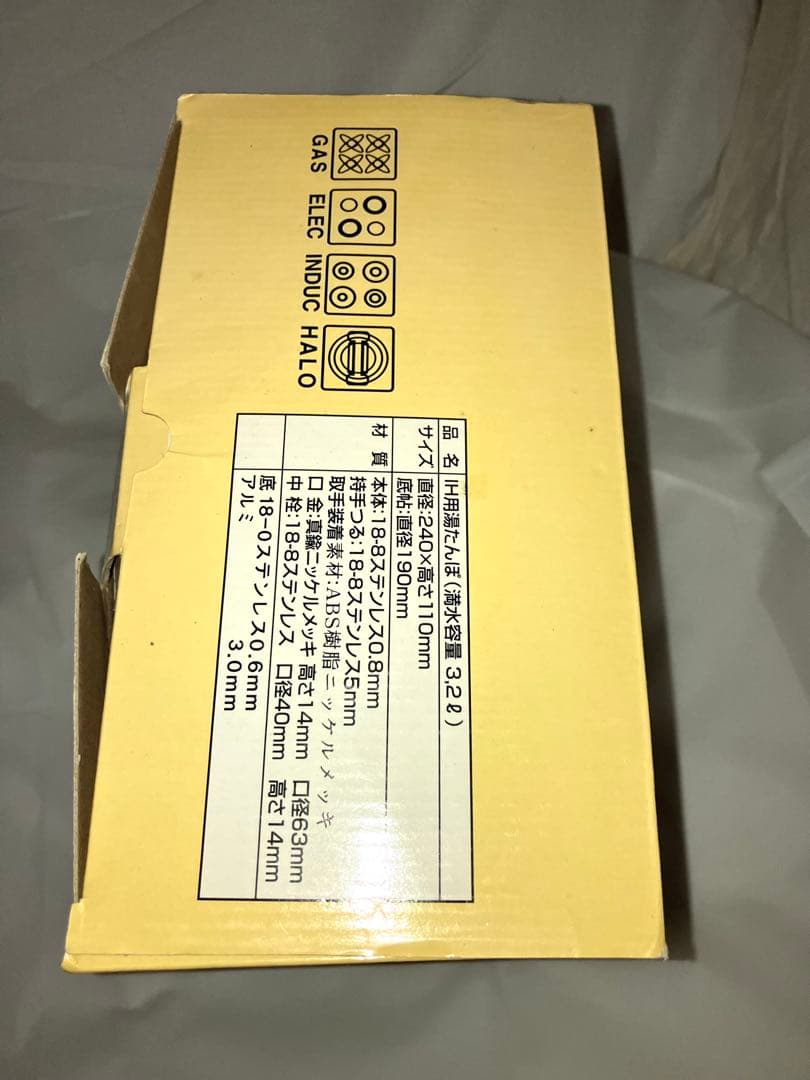 GAS
ELEC
INDUC
HALO
品 名 IH用湯たんぽ(満水容量 3,2ℓ)
サイズ 直径:240×高さ110mm
底帖:直径190mm
材 質 本体:18-8ステンレス0.8mm
持手つる:18-8ステンレス5mm
取手装着素材:ABS樹脂ニッケルメッキ
口 金:真鍮ニッケルメッキ 高さ14mm 口径63mm
中 栓:18-8ステンレス 口径40mm 高さ14mm
底 18-0ステンレス0.6mm
アルミ 3.0mm